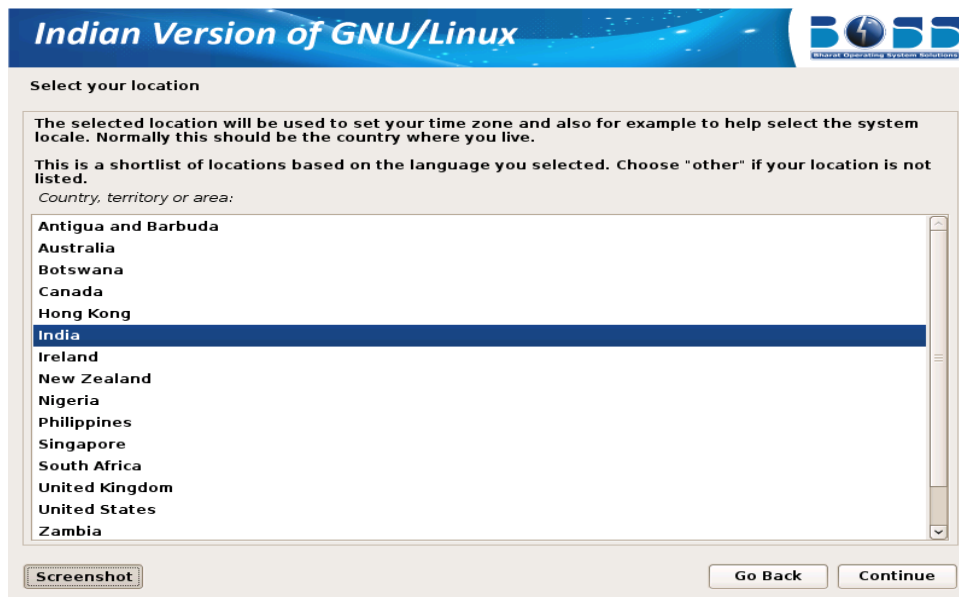 Indian Version of GNU/Linux
BOSS
Bharat Operating System Solutions
Select your location
The selected location will be used to set your time zone and also for example to help select the system
locale. Normally this should be the country where you live.
This is a shortlist of locations based on the language you selected. Choose "other" if your location is not
listed.
Country, territory or area:
Antigua and Barbuda
Australia
Botswana
Canada
Hong Kong
India
Ireland
New Zealand
Nigeria
Philippines
Singapore
South Africa
United Kingdom
United States
Zambia
Screenshot
Go Back
Continue